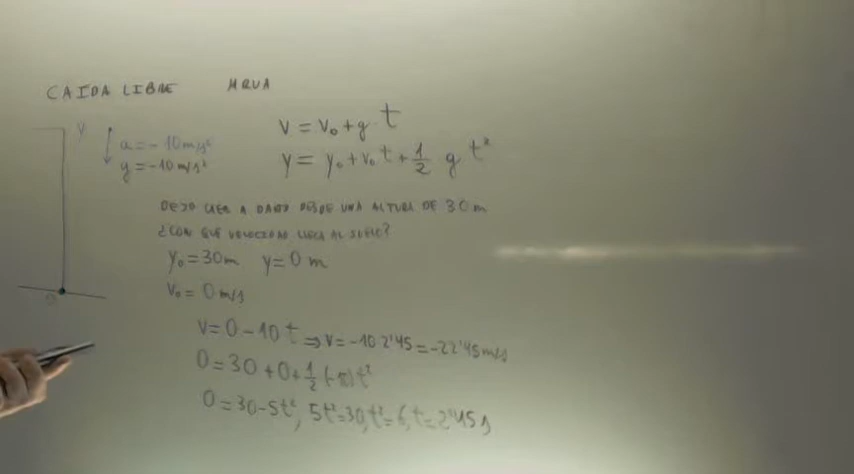 CAIDA LIBRE MRUA
V = V₀ + g t
y = y₀ + v₀ t + 1/2 g t²
y
a = -10 m/s²
g = -10 m/s²
DEJO CAER A DARÍO DESDE UNA ALTURA DE 30 m
¿CON QUE VELOCIDAD LLEGA AL SUELO?
y₀ = 30m y = 0 m
V₀ = 0 m/s
V = 0 - 10 t ⇒ V = -10 2'45 = -22'45 m/s
0 = 30 + 0 + 1/2 (-10) t²
0 = 30 - 5t², 5t² = 30, t² = 6, t = 2'45 s